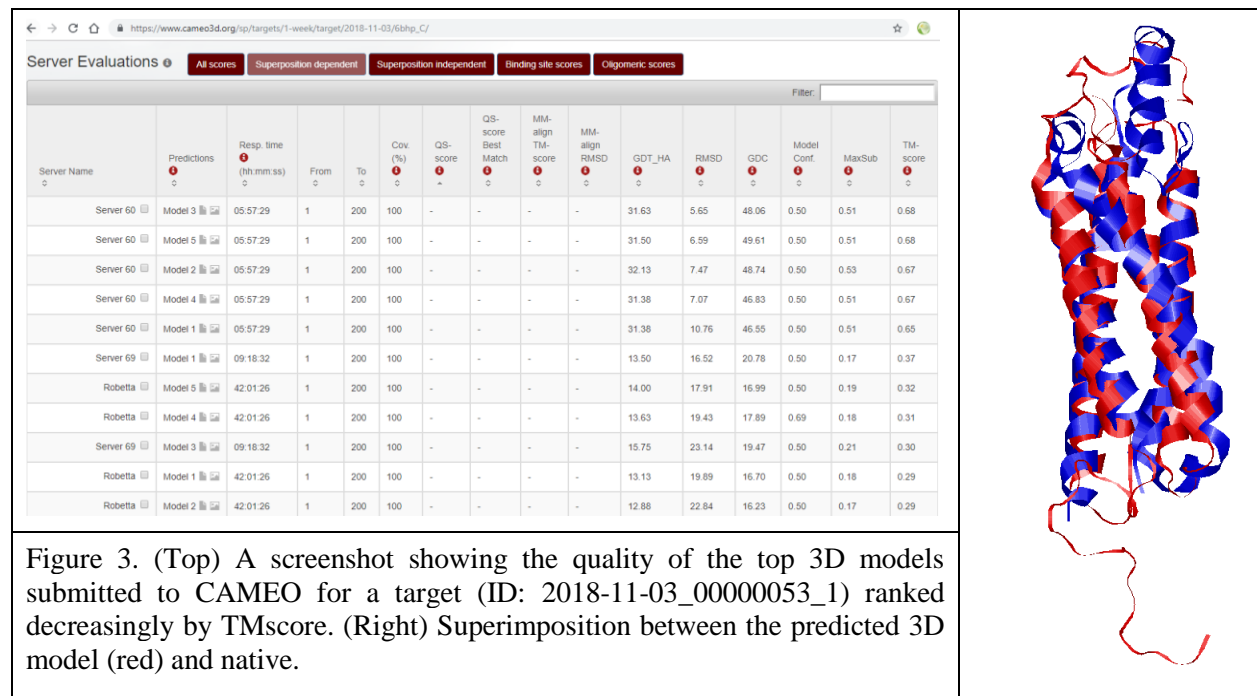 https://www.cameo3d.org/sp/targets/1-week/target/2018-11-03/6bhp_C/
Server Evaluations All scores Superposition dependent Superposition independent Binding site scores Oligomeric scores
Filter:
Server Name Predictions Resp. time (hh:mm:ss) From To Cov. (%) QS-score QS-score Best Match MM-align TM-score MM-align RMSD GDT_HA RMSD GDC Model Conf. MaxSub TM-score
Server 60 Model 3 05:57:29 1 200 100 - - - - 31.63 5.65 48.06 0.50 0.51 0.68
Server 60 Model 5 05:57:29 1 200 100 - - - - 31.50 6.59 49.61 0.50 0.51 0.68
Server 60 Model 2 05:57:29 1 200 100 - - - - 32.13 7.47 48.74 0.50 0.53 0.67
Server 60 Model 4 05:57:29 1 200 100 - - - - 31.38 7.07 46.83 0.50 0.51 0.67
Server 60 Model 1 05:57:29 1 200 100 - - - - 31.38 10.76 46.55 0.50 0.51 0.65
Server 69 Model 1 09:18:32 1 200 100 - - - - 13.50 16.52 20.78 0.50 0.17 0.37
Robetta Model 5 42:01:26 1 200 100 - - - - 14.00 17.91 16.99 0.50 0.19 0.32
Robetta Model 4 42:01:26 1 200 100 - - - - 13.63 19.43 17.89 0.69 0.18 0.31
Server 69 Model 3 09:18:32 1 200 100 - - - - 15.75 23.14 19.47 0.50 0.21 0.30
Robetta Model 1 42:01:26 1 200 100 - - - - 13.13 19.89 16.70 0.50 0.18 0.29
Robetta Model 2 42:01:26 1 200 100 - - - - 12.88 22.84 16.23 0.50 0.17 0.29
Figure 3. (Top) A screenshot showing the quality of the top 3D models
submitted to CAMEO for a target (ID: 2018-11-03_00000053_1) ranked
decreasingly by TMscore. (Right) Superimposition between the predicted 3D
model (red) and native.